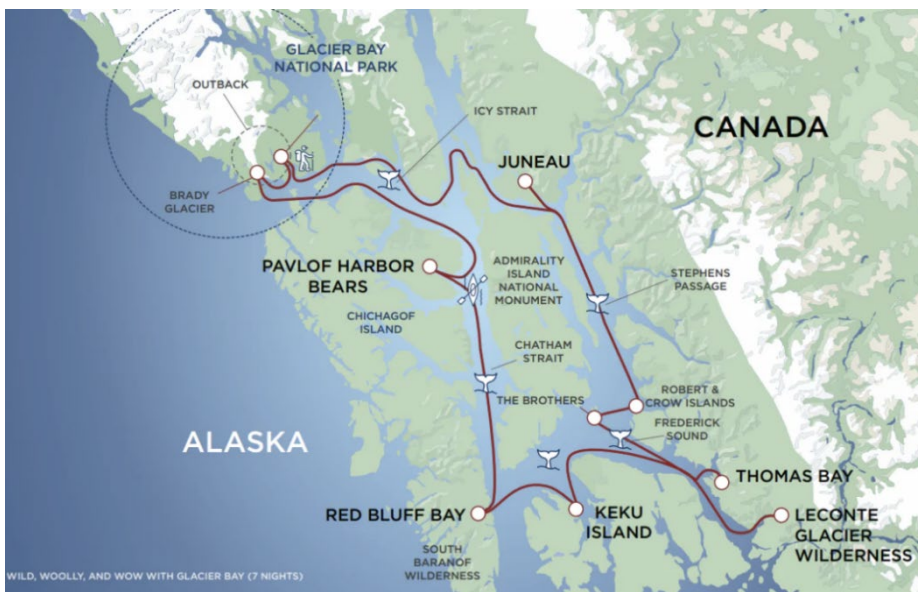 GLACIER BAY
NATIONAL PARK
OUTBACK
ICY STRAIT
CANADA
JUNEAU
BRADY
GLACIER
PAVLOF HARBOR
BEARS
ADMIRALITY
ISLAND
NATIONAL
MONUMENT
STEPHENS
PASSAGE
CHICHAGOF
ISLAND
CHATHAM
STRAIT
THE BROTHERS
ROBERT &
CROW ISLANDS
FREDERICK
SOUND
ALASKA
THOMAS BAY
RED BLUFF BAY
KEKU
ISLAND
LECONTE
GLACIER
WILDERNESS
SOUTH
BARANOF
WILDERNESS
WILD, WOOLLY, AND WOW WITH GLACIER BAY (7 NIGHTS)